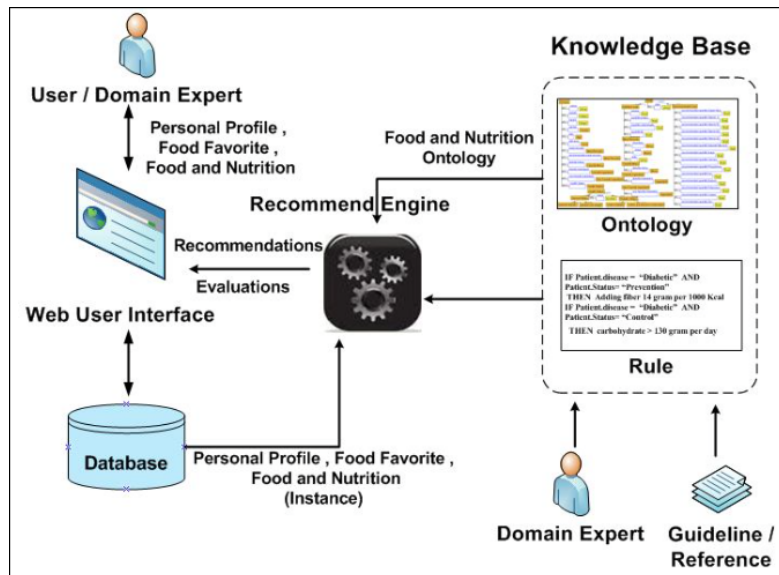 User / Domain Expert
Personal Profile ,
Food Favorite ,
Food and Nutrition
Web User Interface
Database
Recommendations
Evaluations
Recommend Engine
Food and Nutrition
Ontology
Personal Profile , Food Favorite ,
Food and Nutrition
(Instance)
Knowledge Base
Ontology
IF Patient.disease = “Diabetic” AND
Patient.Status= “Prevention”
THEN Adding fiber 14 gram per 1000 Kcal
IF Patient.disease = “Diabetic” AND
Patient.Status= “Control”
THEN carbohydrate > 130 gram per day
Rule
Domain Expert
Guideline /
Reference